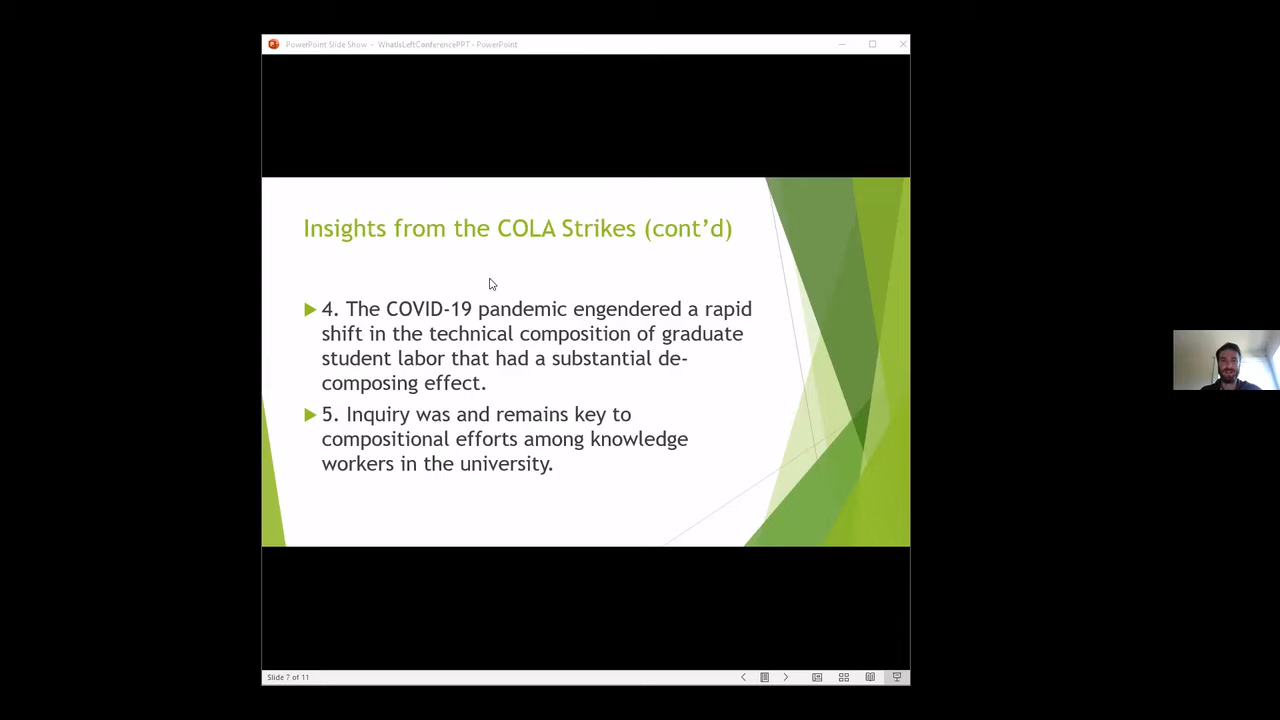 PowerPoint Slide Show - WhatIsLeftConferencePPT - PowerPoint
Insights from the COLA Strikes (cont’d)
4. The COVID-19 pandemic engendered a rapid
shift in the technical composition of graduate
student labor that had a substantial de-
composing effect.
5. Inquiry was and remains key to
compositional efforts among knowledge
workers in the university.
Slide 7 of 11